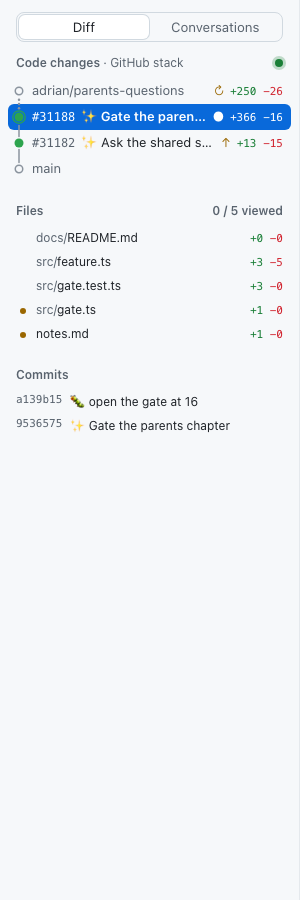 Diff Conversations
Code changes · GitHub stack
adrian/parents-questions +250 −26
#31188 ✨ Gate the paren... +366 −16
#31182 ✨ Ask the shared s... +13 −15
main
Files 0 / 5 viewed
docs/README.md +0 −0
src/feature.ts +3 −5
src/gate.test.ts +3 −0
src/gate.ts +1 −0
notes.md +1 −0
Commits
a139b15 🐛 open the gate at 16
9536575 ✨ Gate the parents chapter